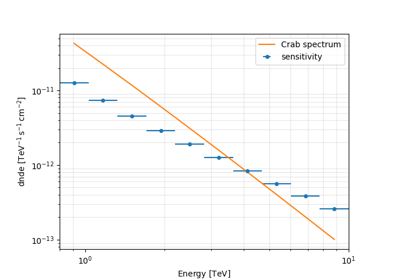 Crab spectrum
sensitivity
dnde [TeV⁻¹ s⁻¹ cm⁻²]
10⁻¹¹
10⁻¹²
10⁻¹³
10⁰
10¹
Energy [TeV]